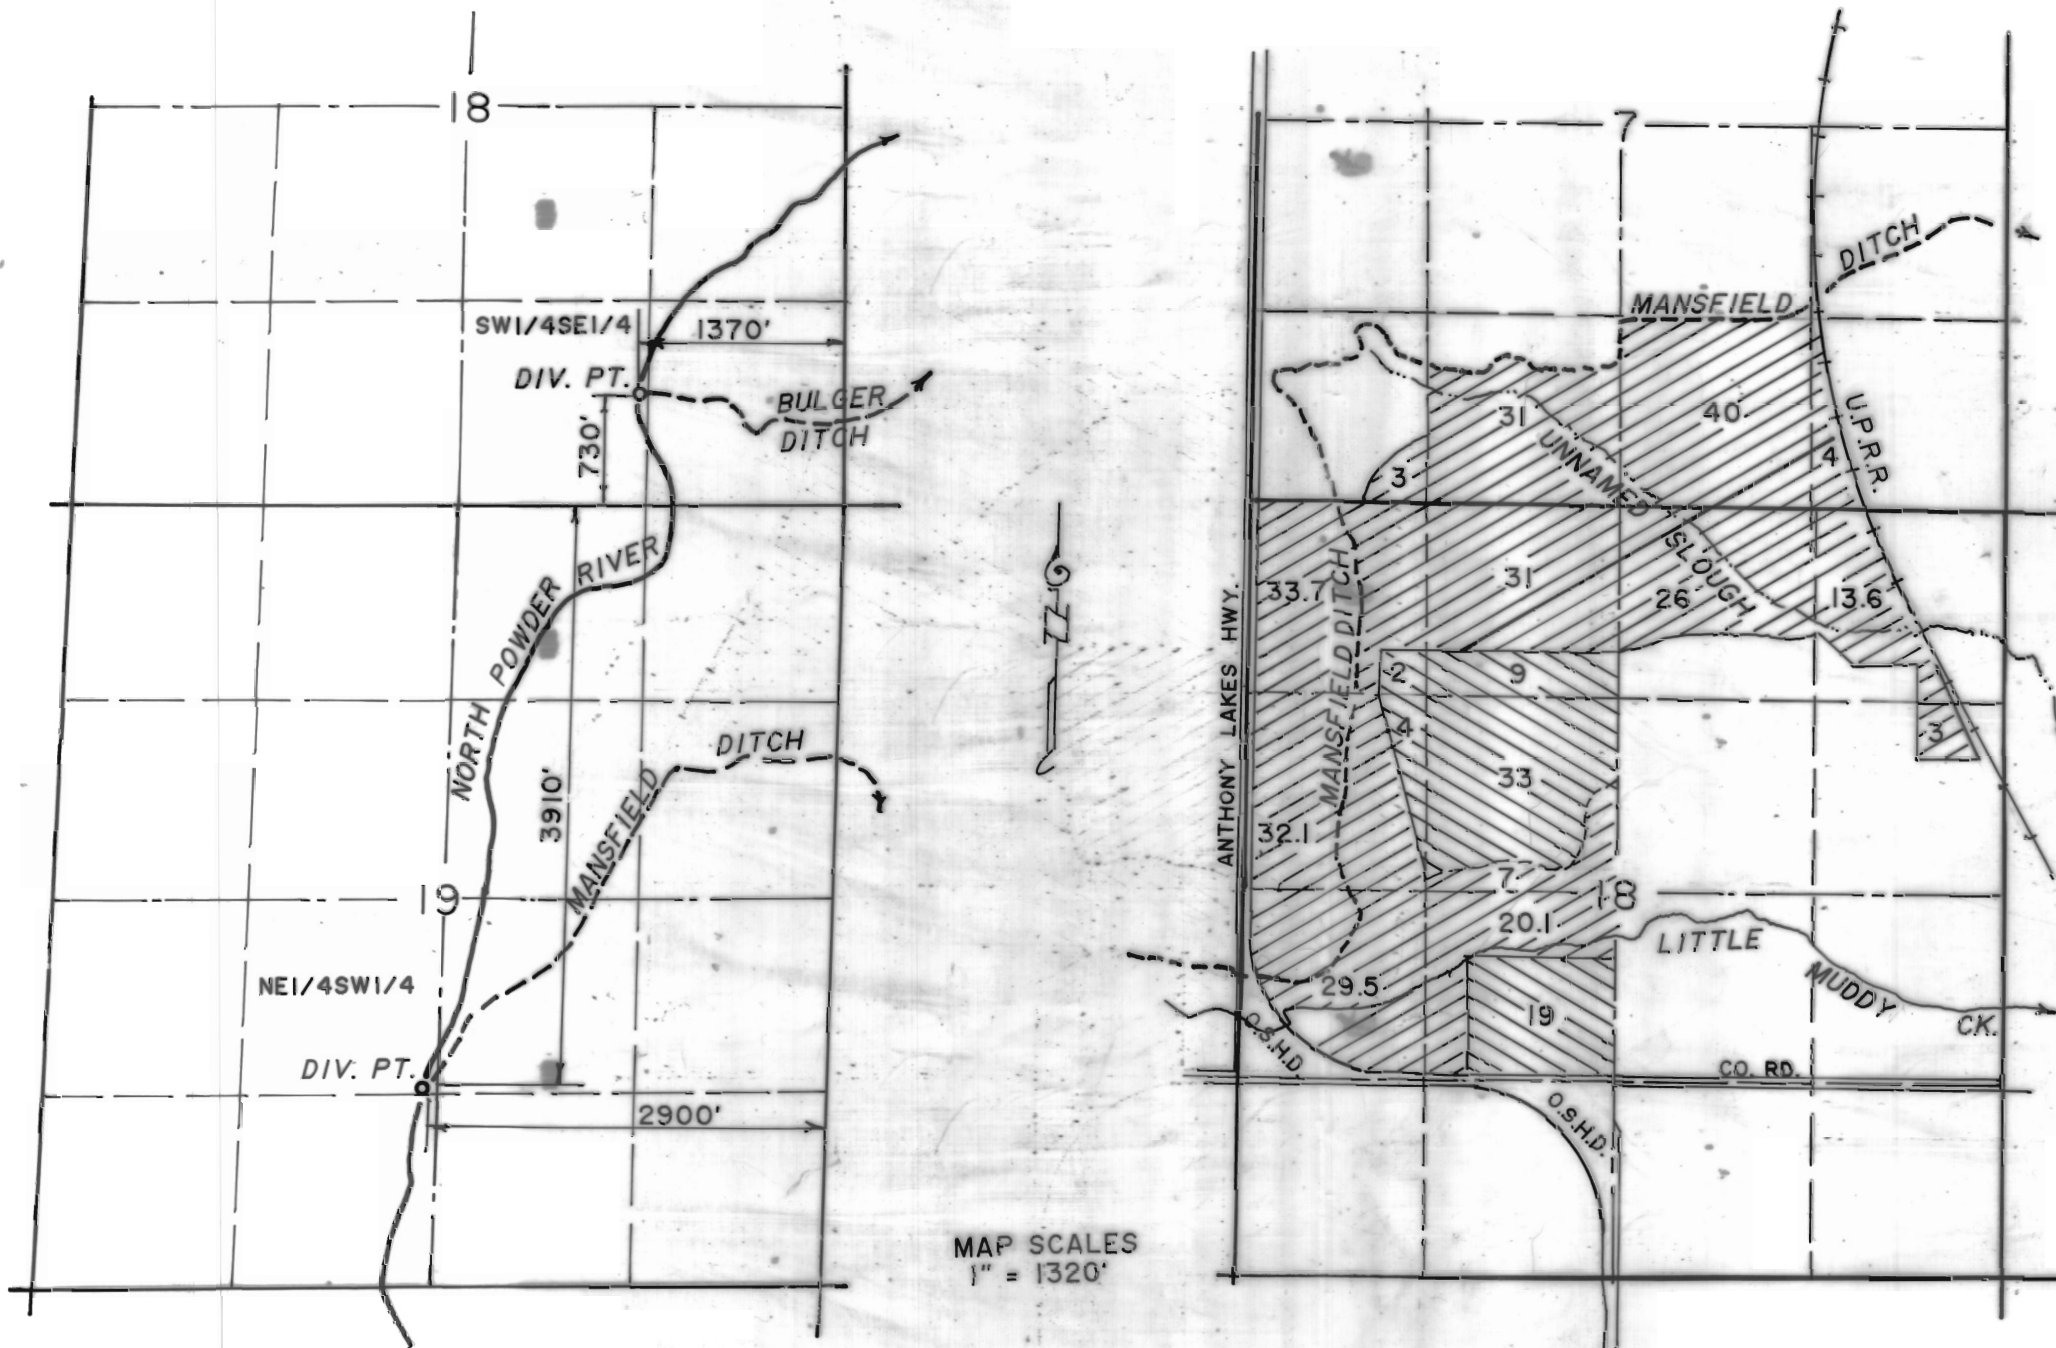 18
SW1/4SE1/4
1370'
DIV. PT.
BULGER
DITCH
730'
NORTH POWDER RIVER
3910'
MANSFIELD DITCH
19
NE1/4SW1/4
DIV. PT.
2900'
N
MAP SCALES
1" = 1320'
7
MANSFIELD DITCH
31
40
4
U.P.R.R.
3
UNNAMED SLOUGH
ANTHONY LAKES HWY.
33.7
MANSFIELD DITCH
31
26
13.6
2
9
4
3
33
32.1
7
18
20.1
LITTLE MUDDY CK.
29.5
19
O.S.H.D.
CO. RD.
O.S.H.D.